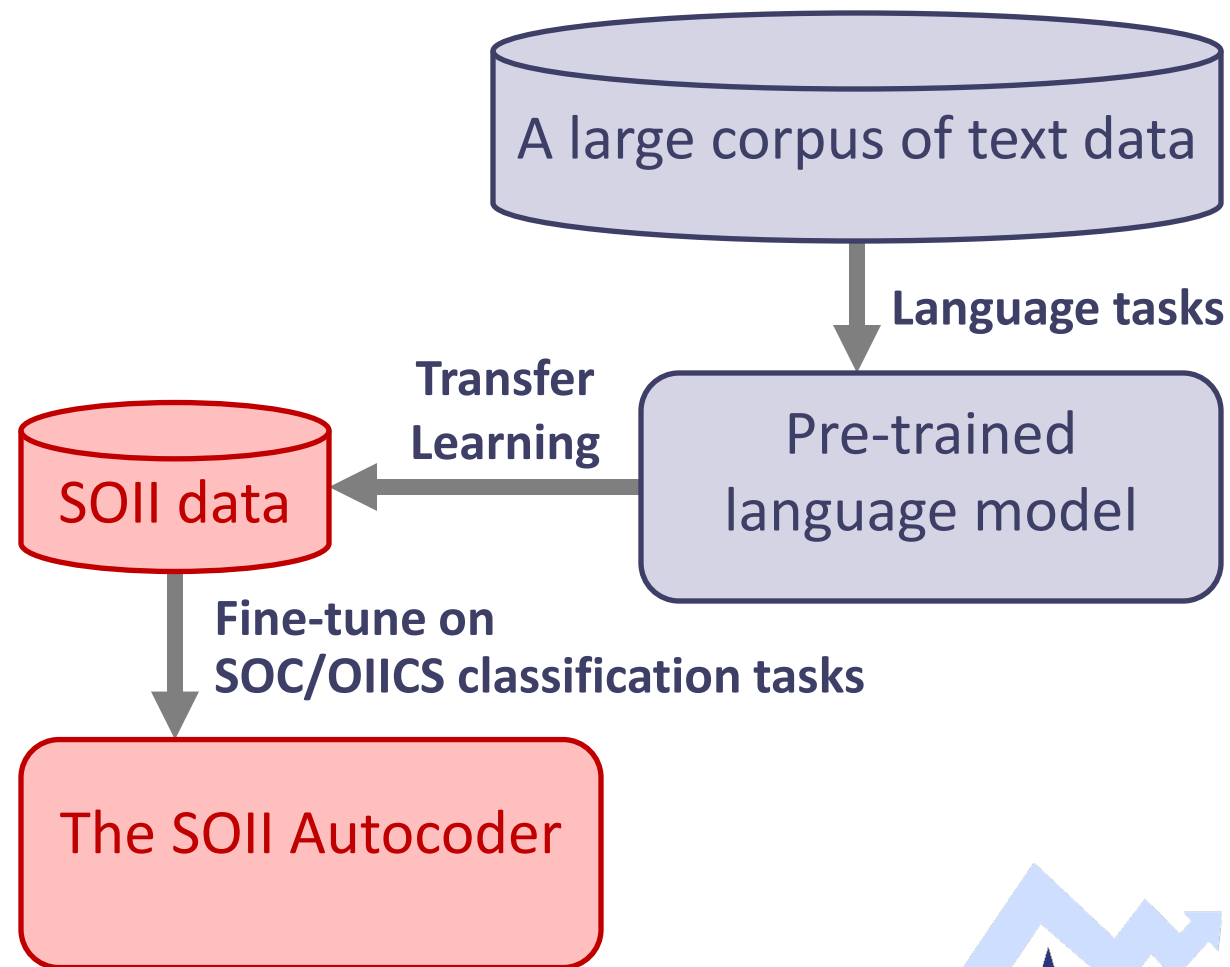 A large corpus of text data
Language tasks
Transfer
Learning
Pre-trained
language model
SOII data
Fine-tune on
SOC/OIICS classification tasks
The SOII Autocoder